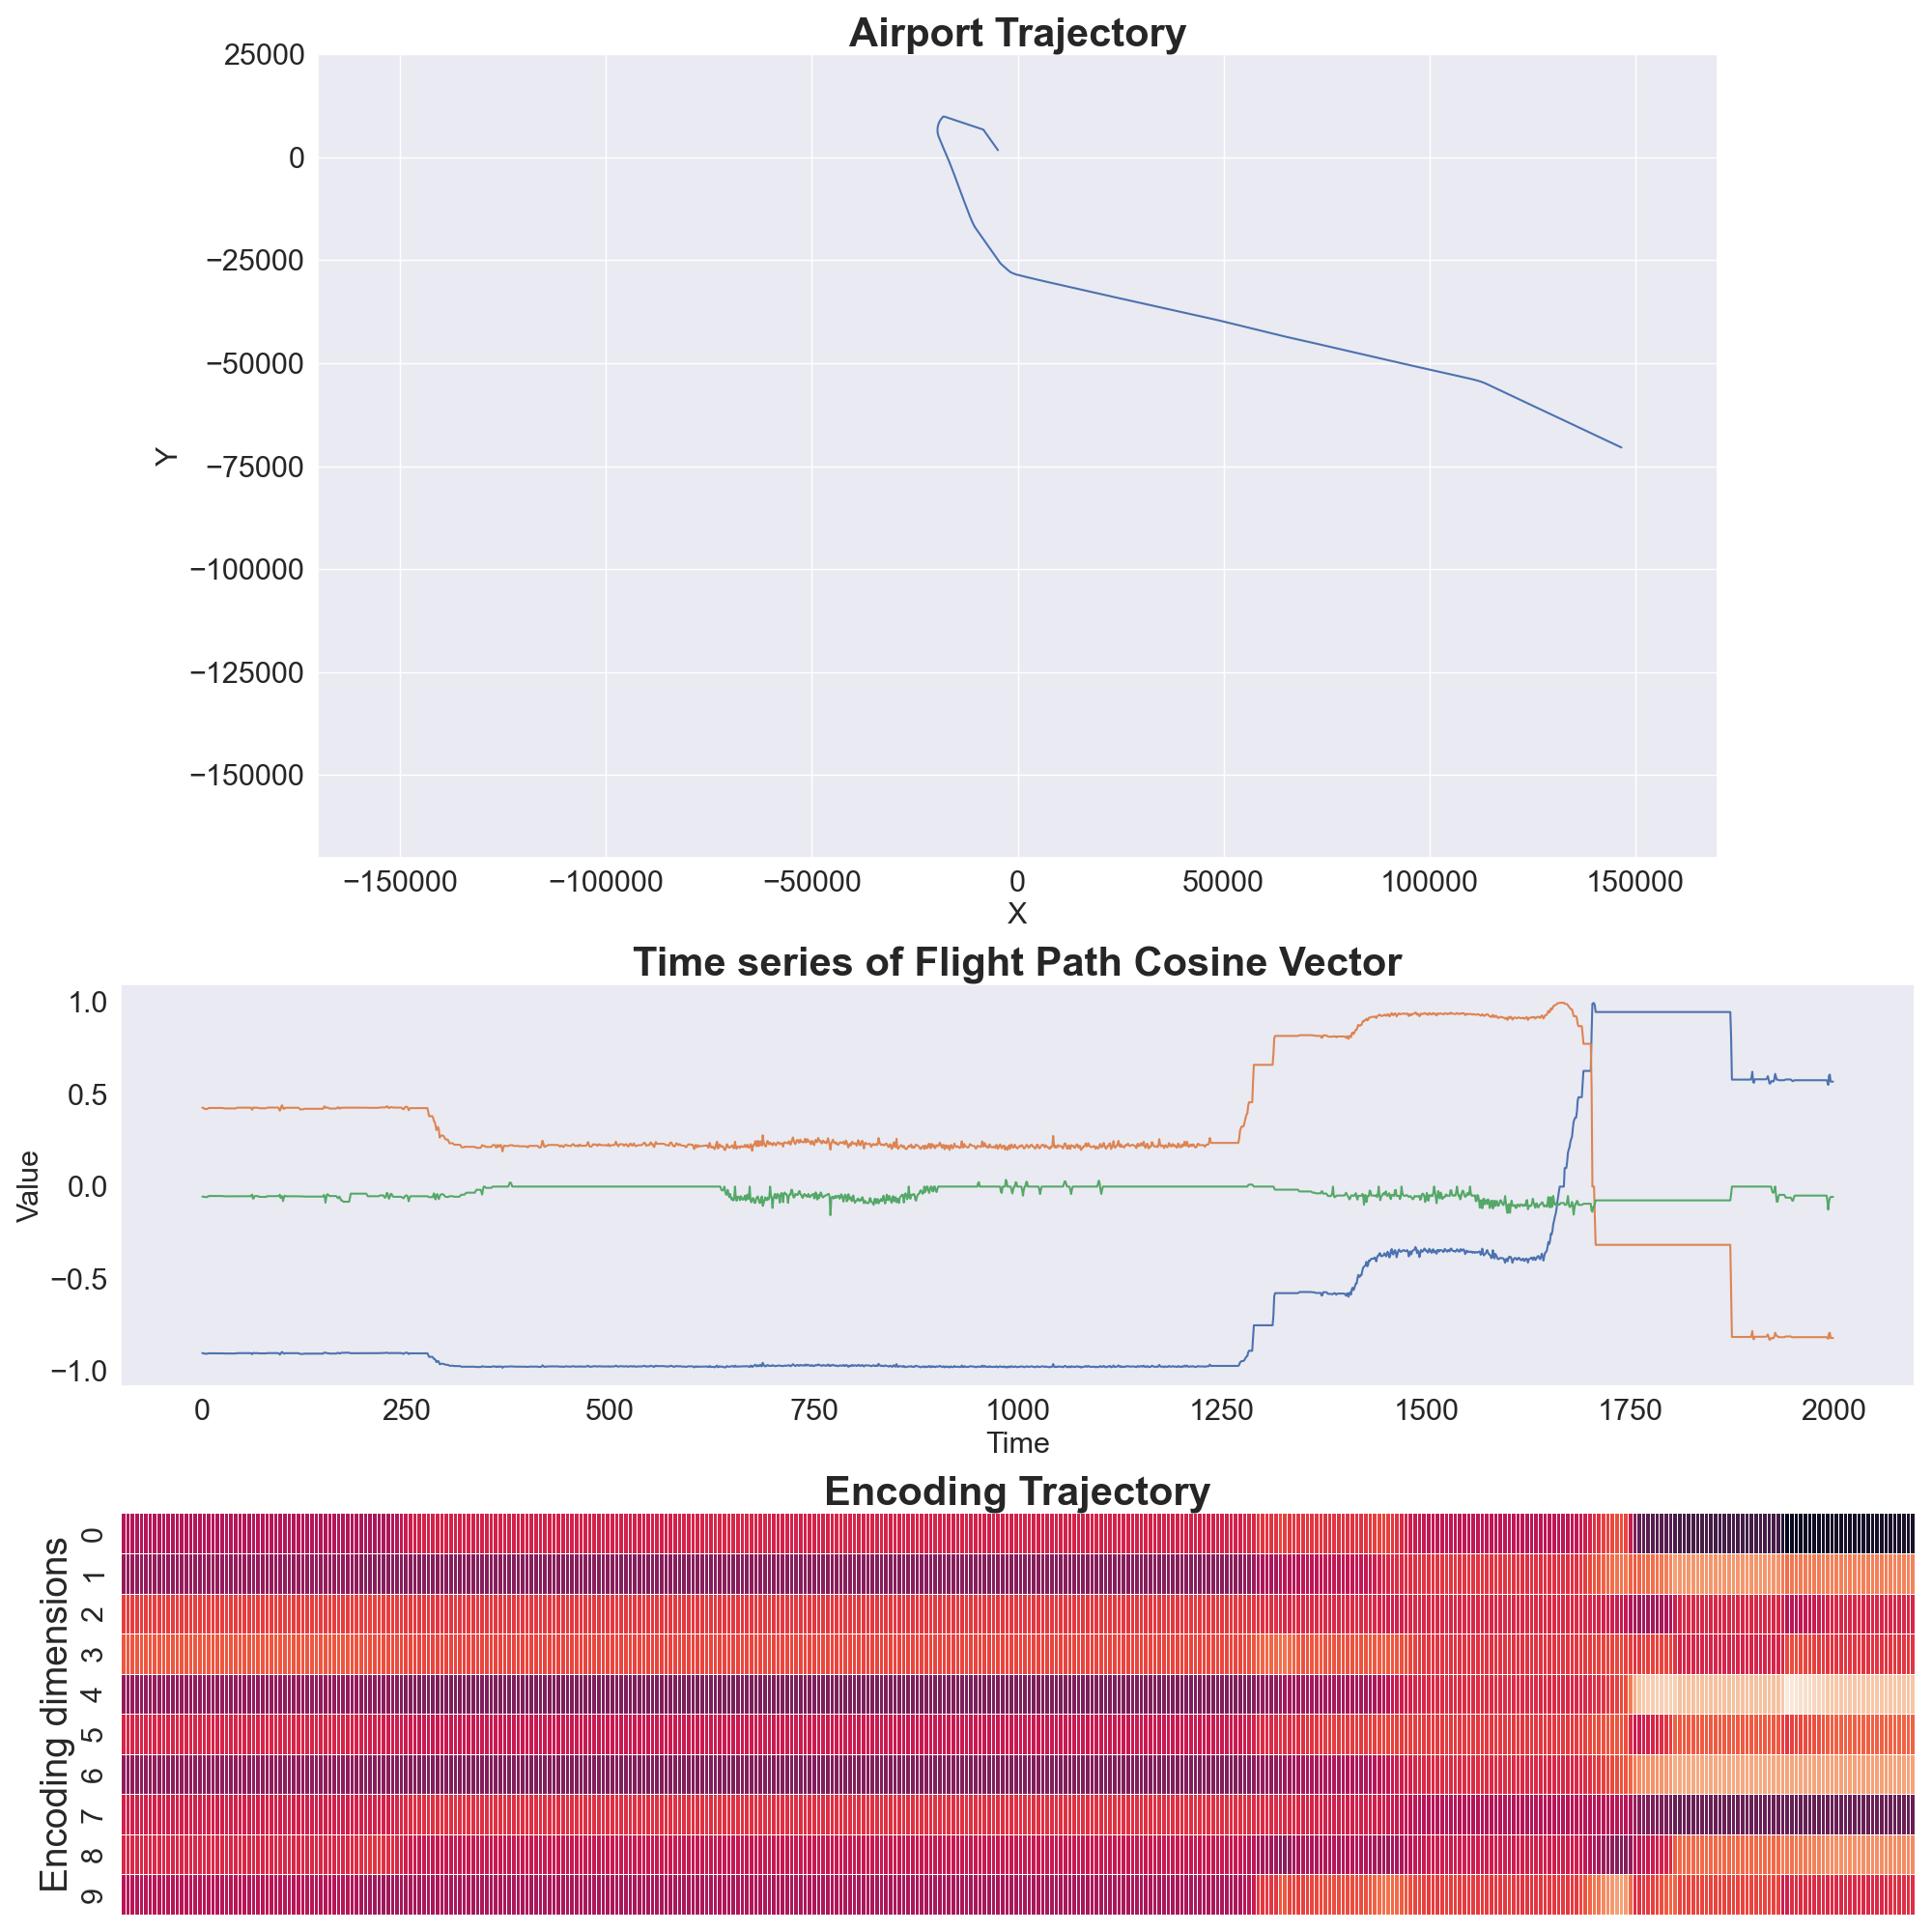 Airport Trajectory
25000
0
−25000
−50000
−75000
−100000
−125000
−150000
Y
−150000 −100000 −50000 0 50000 100000 150000
X
Time series of Flight Path Cosine Vector
1.0
0.5
0.0
−0.5
−1.0
Value
0 250 500 750 1000 1250 1500 1750 2000
Time
Encoding Trajectory
Encoding dimensions
0
1
2
3
4
5
6
7
8
9